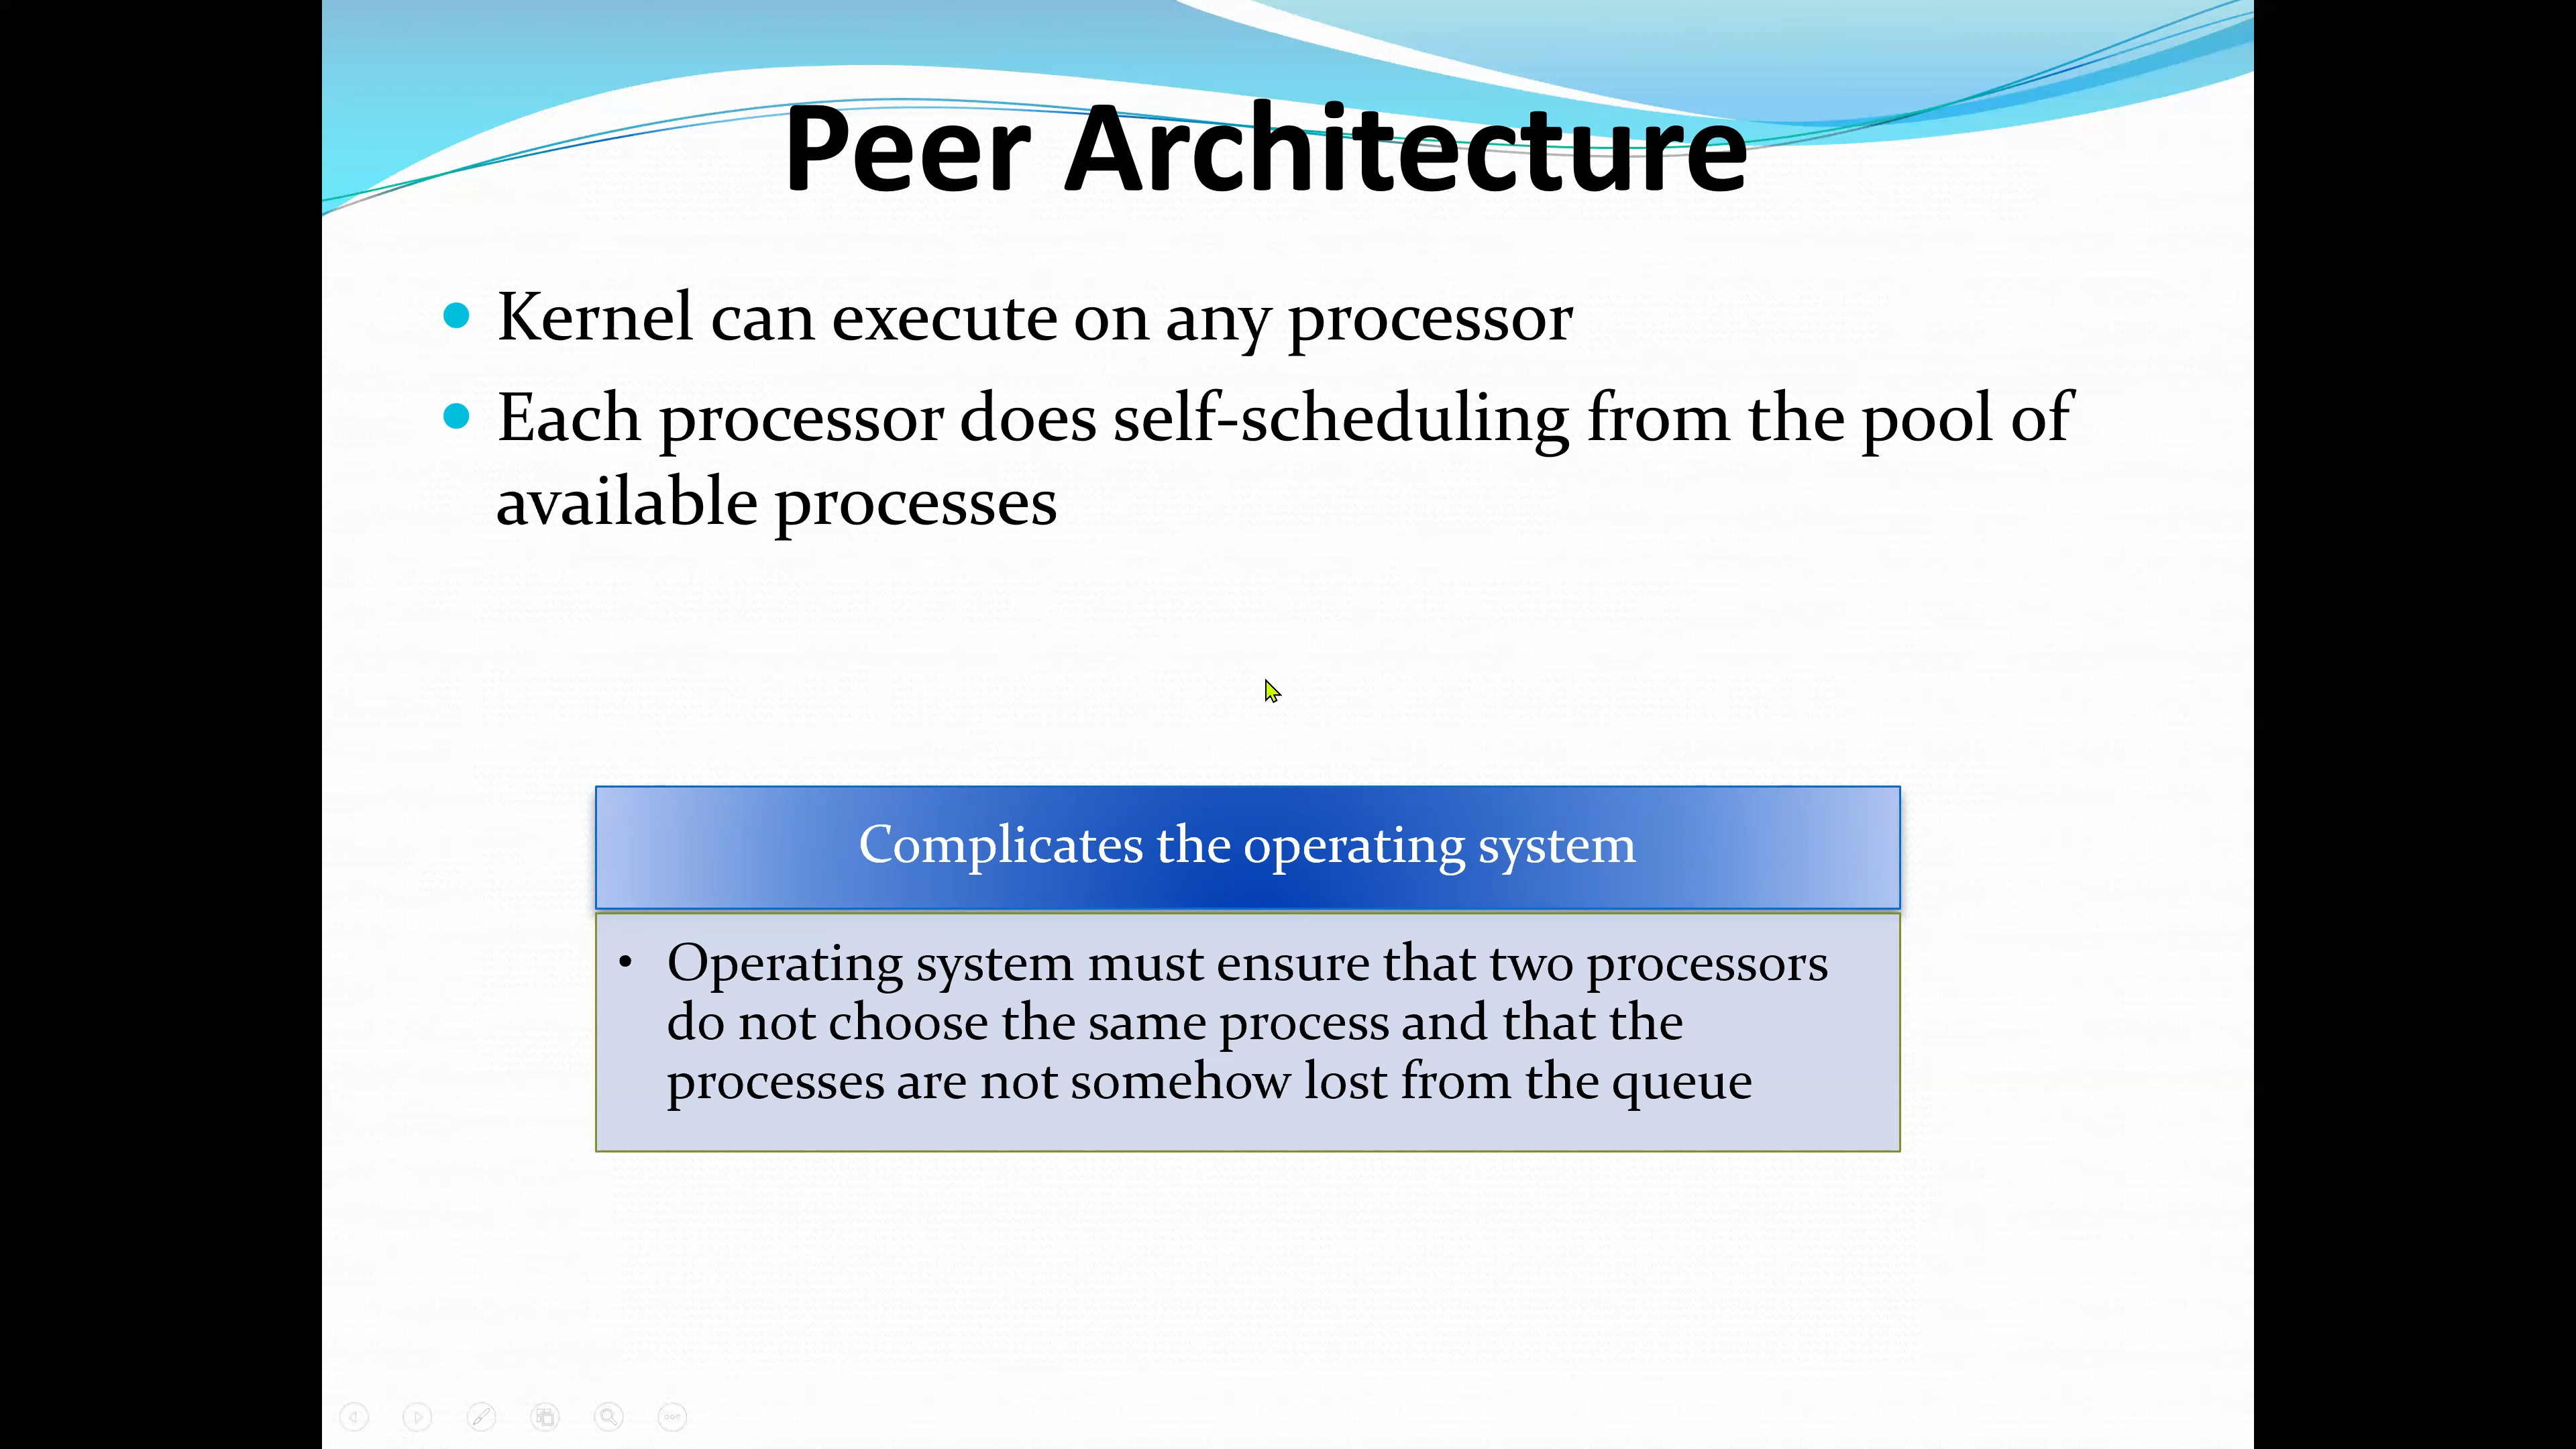 Peer Architecture
Kernel can execute on any processor
Each processor does self-scheduling from the pool of
available processes
Complicates the operating system
• Operating system must ensure that two processors
do not choose the same process and that the
processes are not somehow lost from the queue